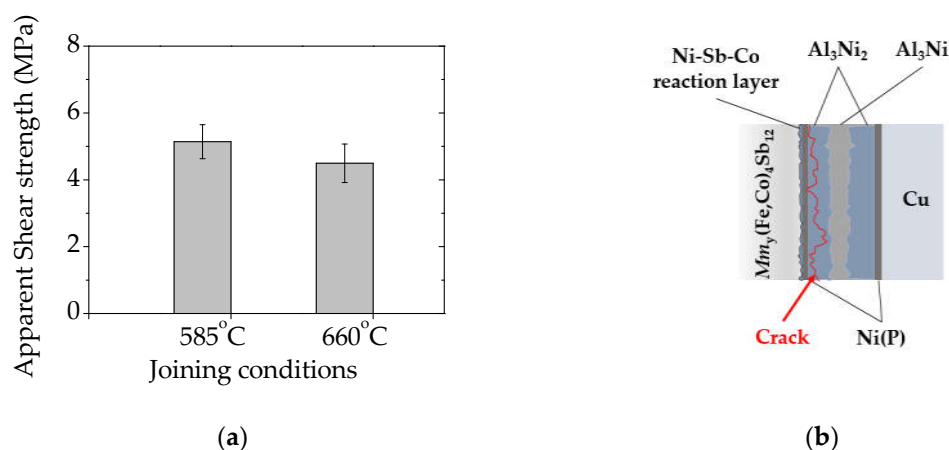 Apparent Shear strength (MPa)
8
6
4
2
0
585°C
660°C
Joining conditions
(a)
Ni-Sb-Co
reaction layer
Al₃Ni₂
Al₃Ni
Mmᵧ(Fe,Co)₄Sb₁₂
Cu
Crack
Ni(P)
(b)